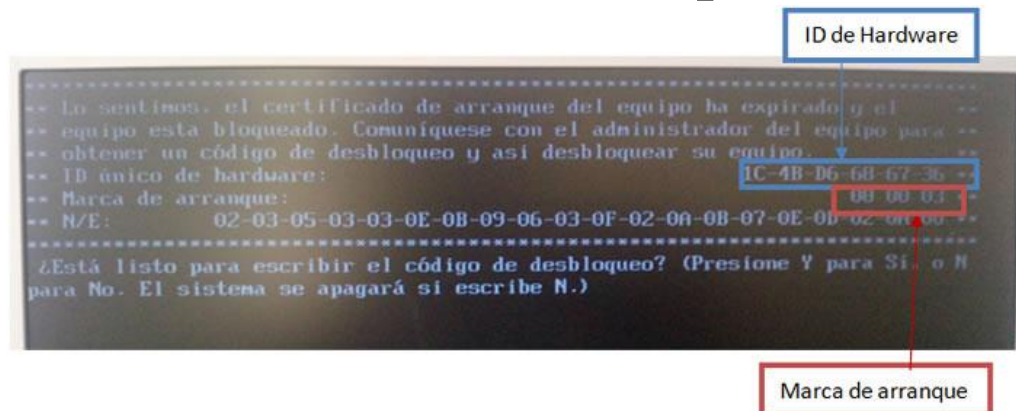 ID de Hardware
-- Lo sentimos, el certificado de arranque del equipo ha expirado y el --
-- equipo esta bloqueado. Comuníquese con el administrador del equipo para --
-- obtener un código de desbloqueo y asi desbloquear su equipo. --
-- ID único de hardware: 1C-4B-D6-68-67-36 --
-- Marca de arranque: 00-00-03 --
-- N/E: 02-03-05-03-03-0E-0B-09-06-03-0F-02-0A-0B-07-0E-0D-02-0A-00 --
¿Está listo para escribir el código de desbloqueo? (Presione Y para Sí, o N
para No. El sistema se apagará si escribe N.)
Marca de arranque